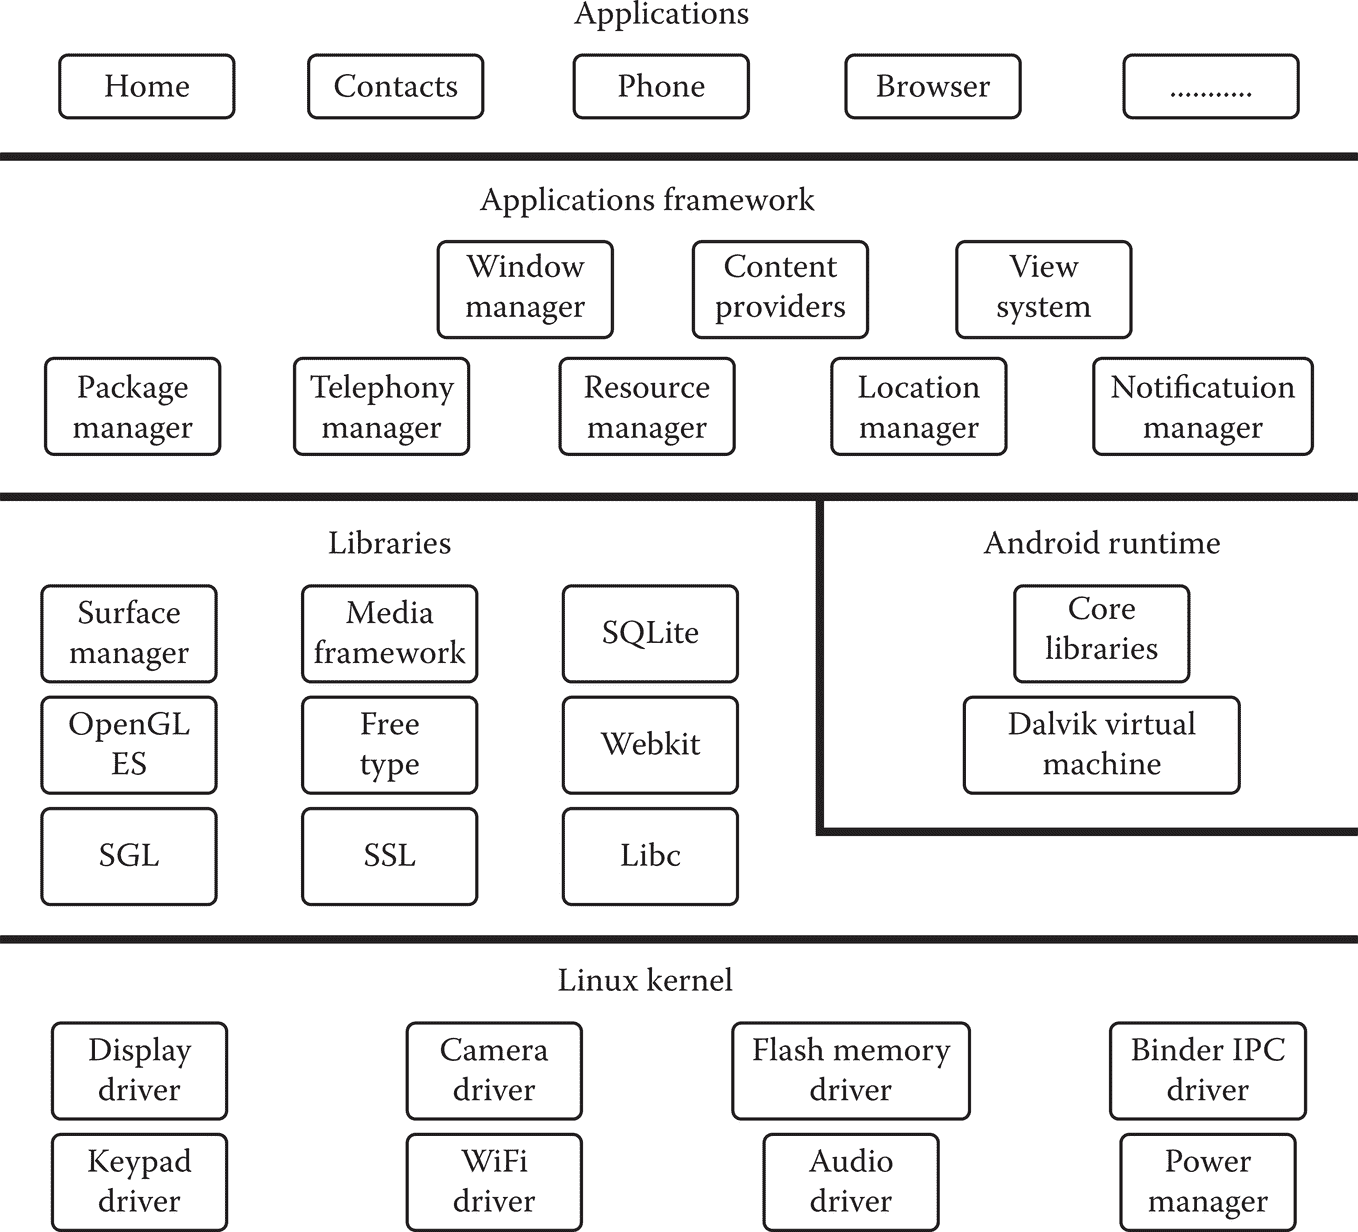 Applications
Home
Contacts
Phone
Browser
...........
Applications framework
Window
manager
Content
providers
View
system
Package
manager
Telephony
manager
Resource
manager
Location
manager
Notificatuion
manager
Libraries
Surface
manager
Media
framework
SQLite
OpenGL
ES
Free
type
Webkit
SGL
SSL
Libc
Android runtime
Core
libraries
Dalvik virtual
machine
Linux kernel
Display
driver
Camera
driver
Flash memory
driver
Binder IPC
driver
Keypad
driver
WiFi
driver
Audio
driver
Power
manager